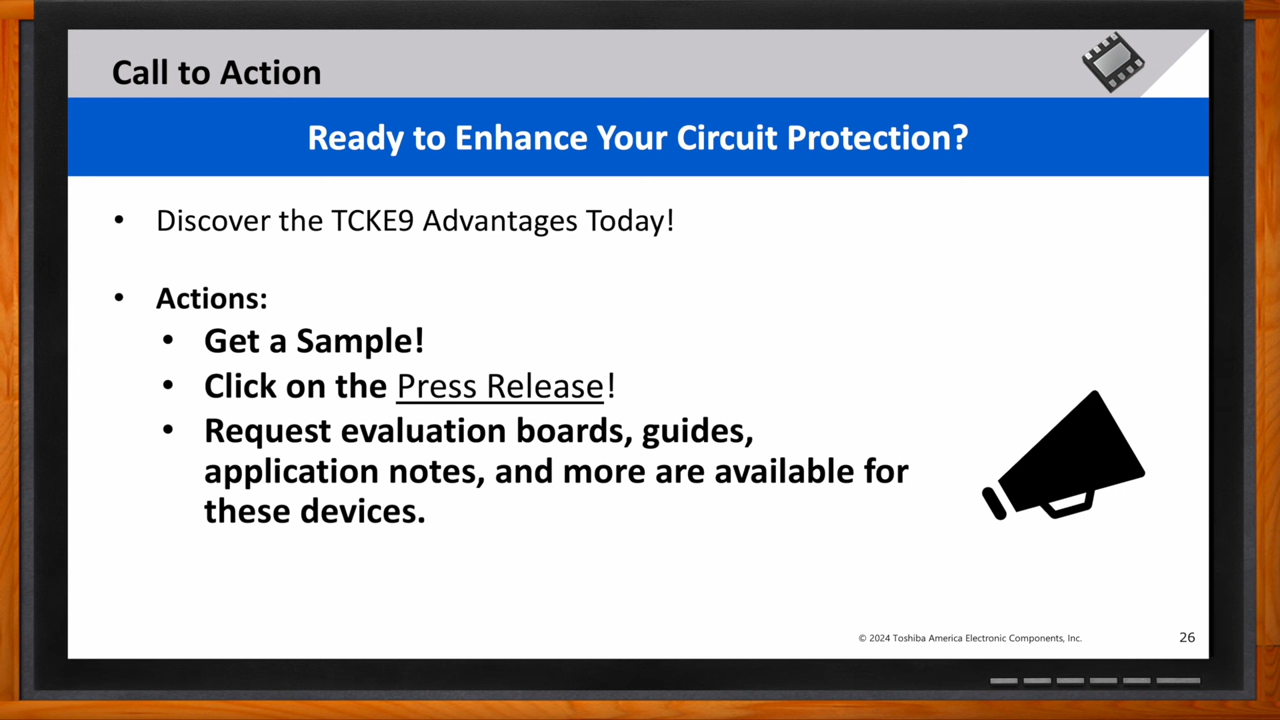 Call to Action
Ready to Enhance Your Circuit Protection?
• Discover the TCKE9 Advantages Today!
• Actions:
• Get a Sample!
• Click on the Press Release!
• Request evaluation boards, guides,
application notes, and more are available for
these devices.
© 2024 Toshiba America Electronic Components, Inc.
26